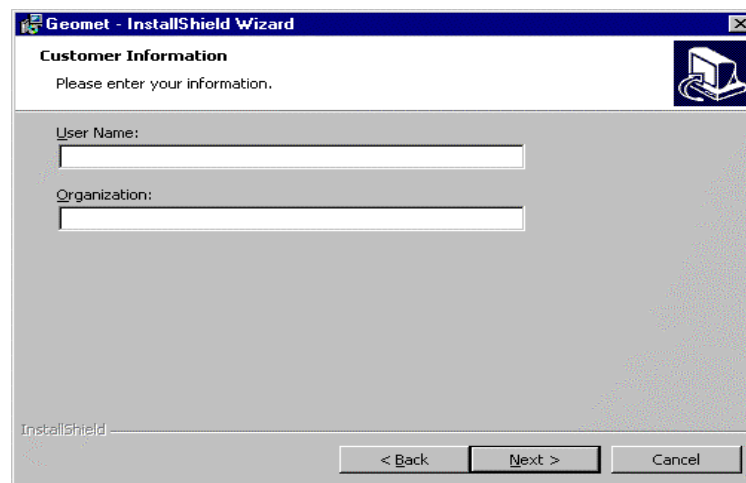 Geomet - InstallShield Wizard
Customer Information
Please enter your information.
User Name:
Organization:
InstallShield
< Back Next > Cancel